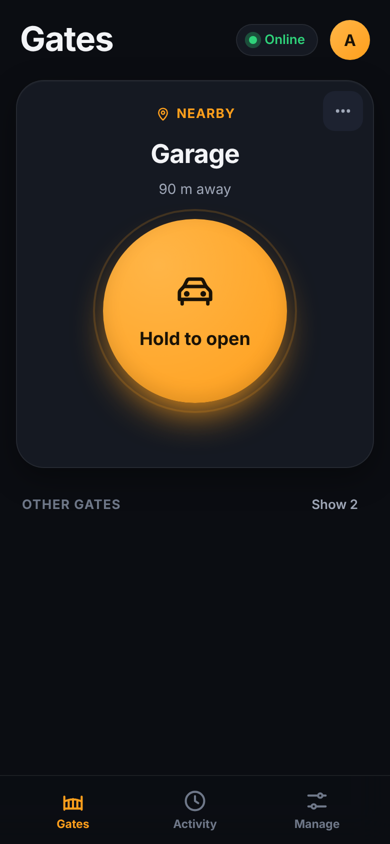 Gates
Online
A
NEARBY
Garage
90 m away
Hold to open
OTHER GATES
Show 2
Gates
Activity
Manage